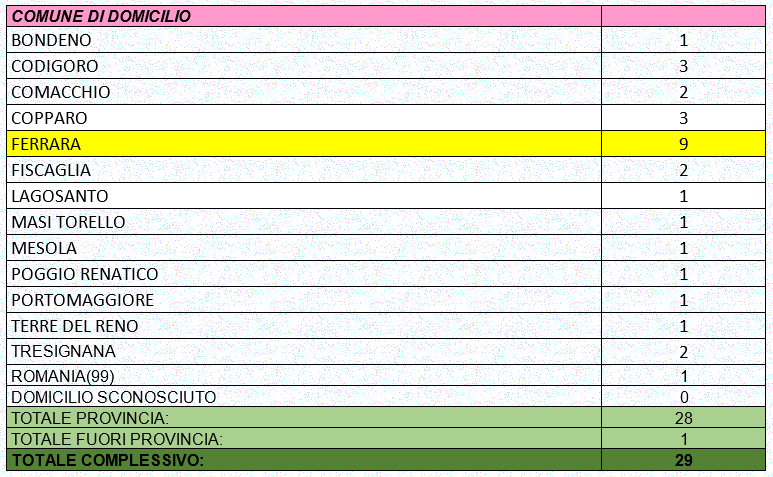 COMUNE DI DOMICILIO
BONDENO 1
CODIGORO 3
COMACCHIO 2
COPPARO 3
FERRARA 9
FISCAGLIA 2
LAGOSANTO 1
MASI TORELLO 1
MESOLA 1
POGGIO RENATICO 1
PORTOMAGGIORE 1
TERRE DEL RENO 1
TRESIGNANA 2
ROMANIA(99) 1
DOMICILIO SCONOSCIUTO 0
TOTALE PROVINCIA: 28
TOTALE FUORI PROVINCIA: 1
TOTALE COMPLESSIVO: 29